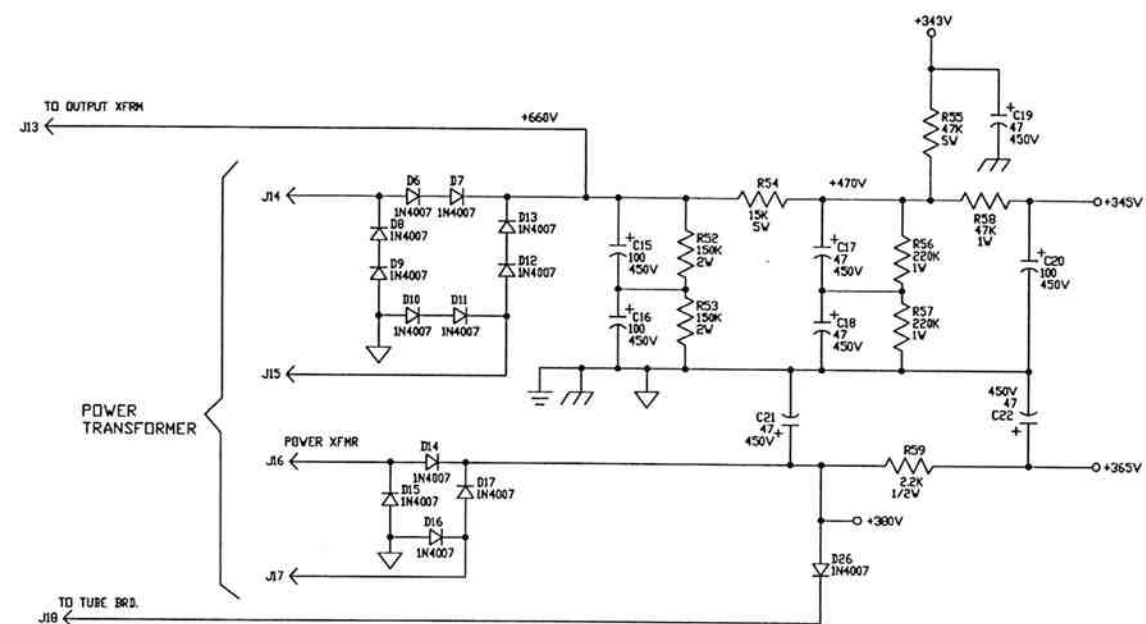 +343V
TO OUTPUT XFRM
J13
+660V
R55
47K
5W
+
C19
47
450V
J14
D6
D7
1N4007
1N4007
D8
1N4007
D9
1N4007
D10
D11
1N4007
1N4007
D13
1N4007
D12
1N4007
J15
+
C15
100
450V
+
C16
100
450V
R52
150K
2W
R53
150K
2W
R54
15K
5W
+470V
+
C17
47
450V
+
C18
47
450V
R56
220K
1W
R57
220K
1W
R58
47K
1W
+345V
+
C20
100
450V
POWER
TRANSFORMER
POWER XFMR
J16
D14
1N4007
D15
1N4007
D16
1N4007
D17
1N4007
J17
C21
47
450V
+
450V
47
C22
+
R59
2.2K
1/2W
+365V
+380V
D26
1N4007
TO TUBE BRD.
J18